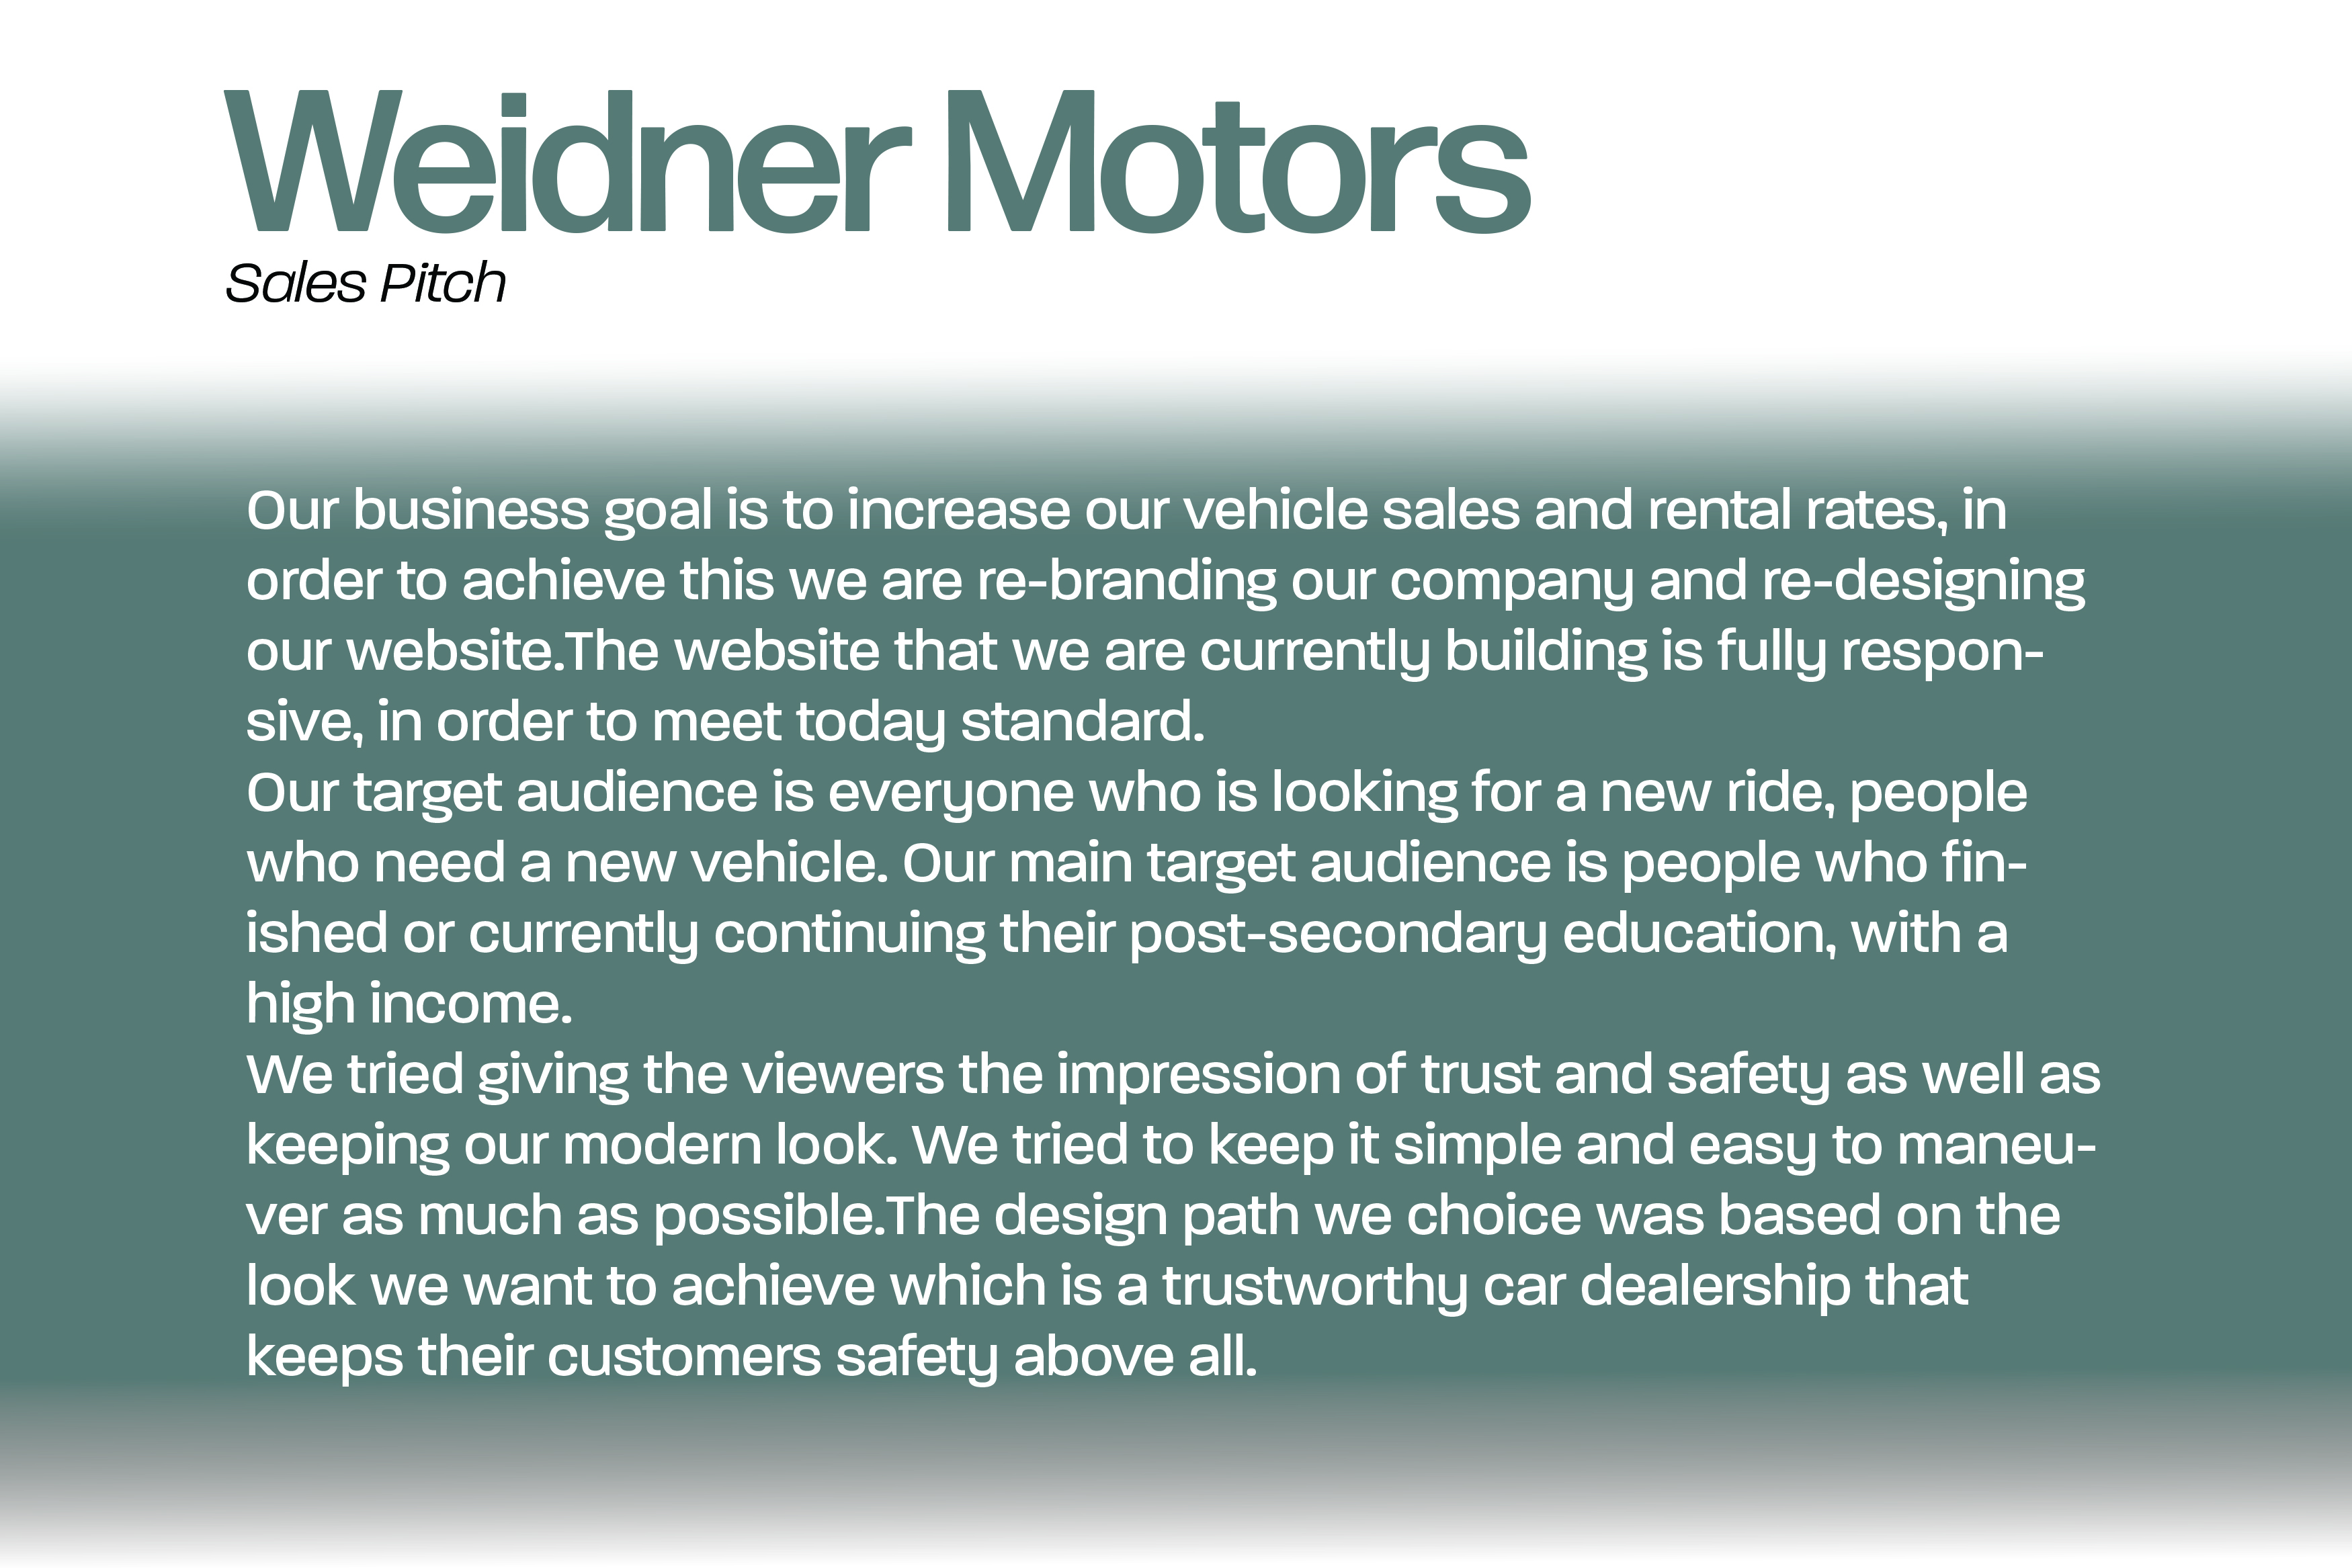 Weidner Motors
Sales Pitch
Our business goal is to increase our vehicle sales and rental rates, in
order to achieve this we are re-branding our company and re-designing
our website.The website that we are currently building is fully respon-
sive, in order to meet today standard.
Our target audience is everyone who is looking for a new ride, people
who need a new vehicle. Our main target audience is people who fin-
ished or currently continuing their post-secondary education, with a
high income.
We tried giving the viewers the impression of trust and safety as well as
keeping our modern look. We tried to keep it simple and easy to maneu-
ver as much as possible.The design path we choice was based on the
look we want to achieve which is a trustworthy car dealership that
keeps their customers safety above all.